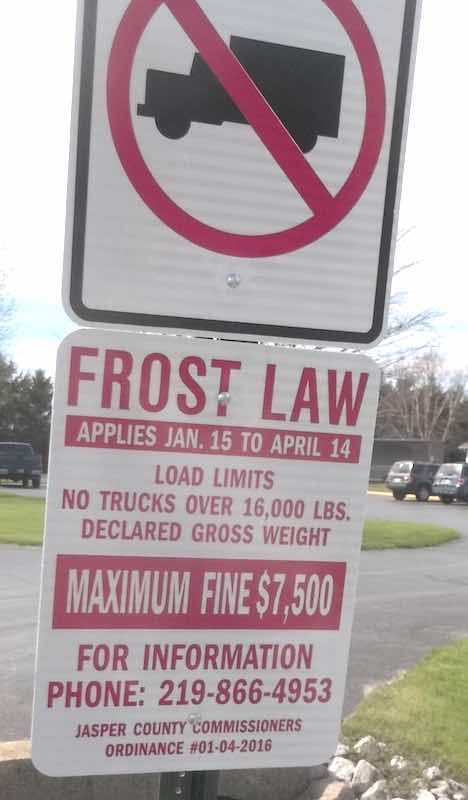 FROST LAW
APPLIES JAN. 15 TO APRIL 14
LOAD LIMITS
NO TRUCKS OVER 16,000 LBS.
DECLARED GROSS WEIGHT
MAXIMUM FINE $7,500
FOR INFORMATION
PHONE: 219-866-4953
JASPER COUNTY COMMISSIONERS
ORDINANCE #01-04-2016